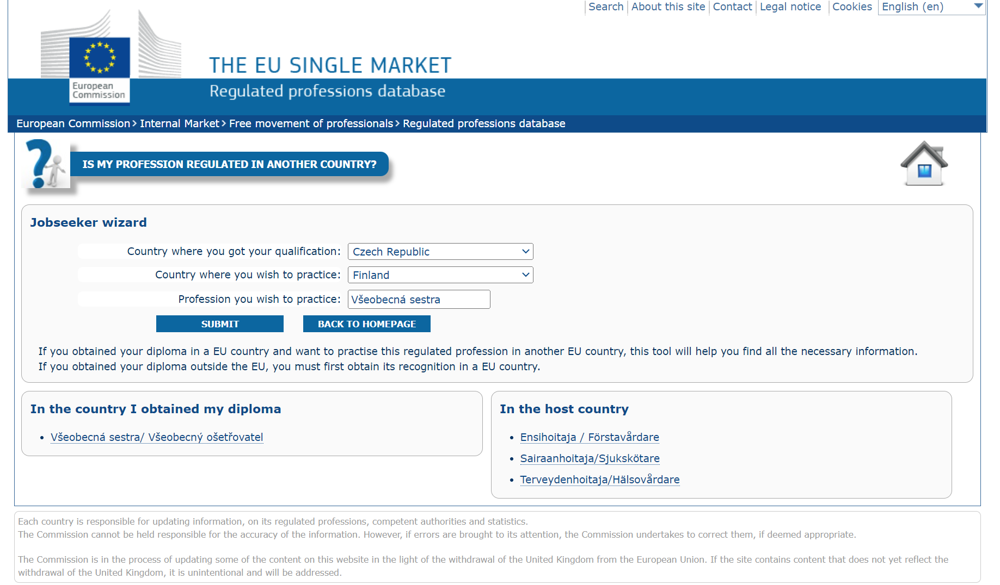 Search About this site Contact Legal notice Cookies English (en)
THE EU SINGLE MARKET
Regulated professions database
European
Commission
European Commission > Internal Market > Free movement of professionals > Regulated professions database
IS MY PROFESSION REGULATED IN ANOTHER COUNTRY?
Jobseeker wizard
Country where you got your qualification: Czech Republic
Country where you wish to practice: Finland
Profession you wish to practice: Všeobecná sestra
SUBMIT BACK TO HOMEPAGE
If you obtained your diploma in a EU country and want to practise this regulated profession in another EU country, this tool will help you find all the necessary information.
If you obtained your diploma outside the EU, you must first obtain its recognition in a EU country.
In the country I obtained my diploma
• Všeobecná sestra/ Všeobecný ošetřovatel
In the host country
• Ensihoitaja / Förstavårdare
• Sairaanhoitaja/Sjukskötare
• Terveydenhoitaja/Hälsovårdare
Each country is responsible for updating information, on its regulated professions, competent authorities and statistics.
The Commission cannot be held responsible for the accuracy of the information. However, if errors are brought to its attention, the Commission undertakes to correct them, if deemed appropriate.
The Commission is in the process of updating some of the content on this website in the light of the withdrawal of the United Kingdom from the European Union. If the site contains content that does not yet reflect the
withdrawal of the United Kingdom, it is unintentional and will be addressed.